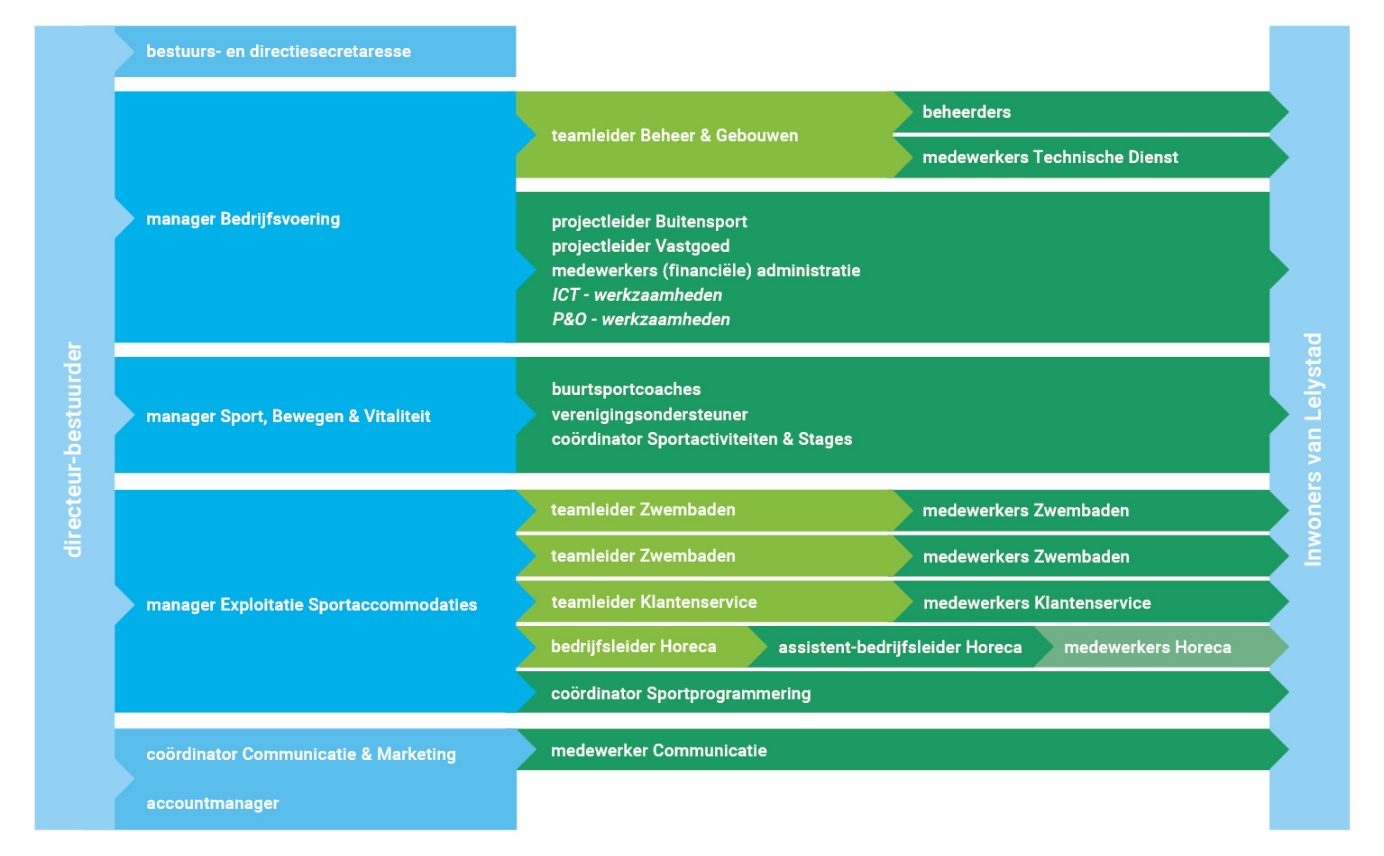 directeur-bestuurder
bestuurs- en directiesecretaresse
manager Bedrijfsvoering
teamleider Beheer & Gebouwen
beheerders
medewerkers Technische Dienst
projectleider Buitensport
projectleider Vastgoed
medewerkers (financiële) administratie
ICT - werkzaamheden
P&O - werkzaamheden
manager Sport, Bewegen & Vitaliteit
buurtsportcoaches
verenigingsondersteuner
coördinator Sportactiviteiten & Stages
manager Exploitatie Sportaccommodaties
teamleider Zwembaden
medewerkers Zwembaden
teamleider Zwembaden
medewerkers Zwembaden
teamleider Klantenservice
medewerkers Klantenservice
bedrijfsleider Horeca
assistent-bedrijfsleider Horeca
medewerkers Horeca
coördinator Sportprogrammering
coördinator Communicatie & Marketing
accountmanager
medewerker Communicatie
Inwoners van Lelystad